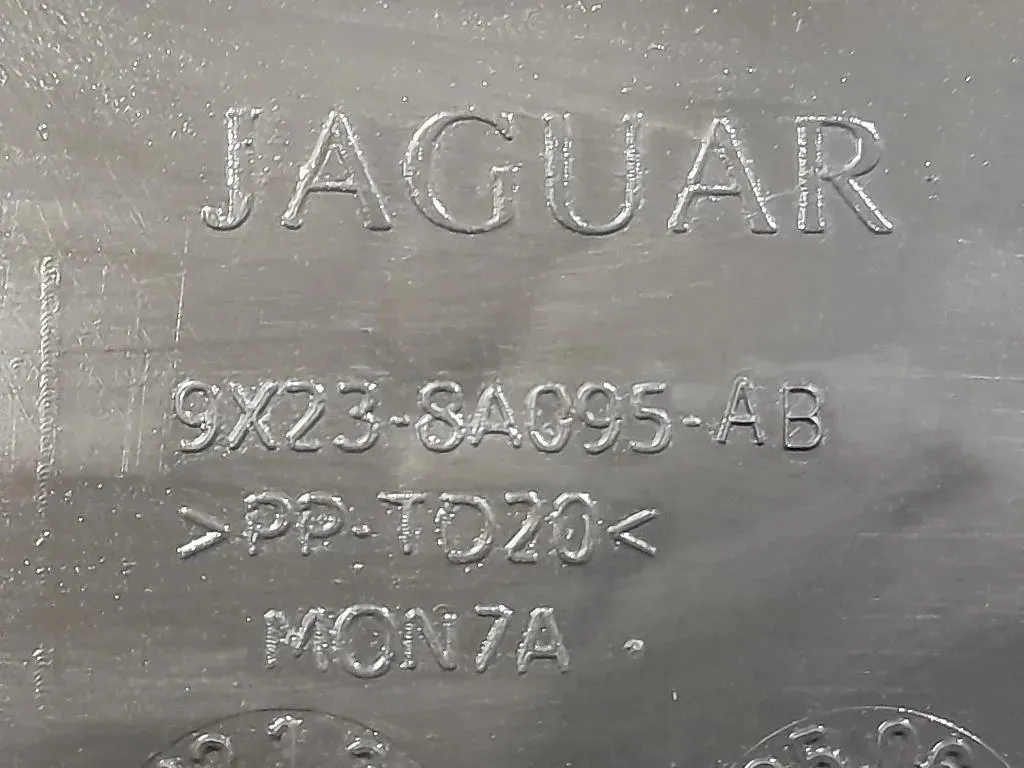 JAGUAR
9X23-8A095-AB
>PP-TD20<
MON7A